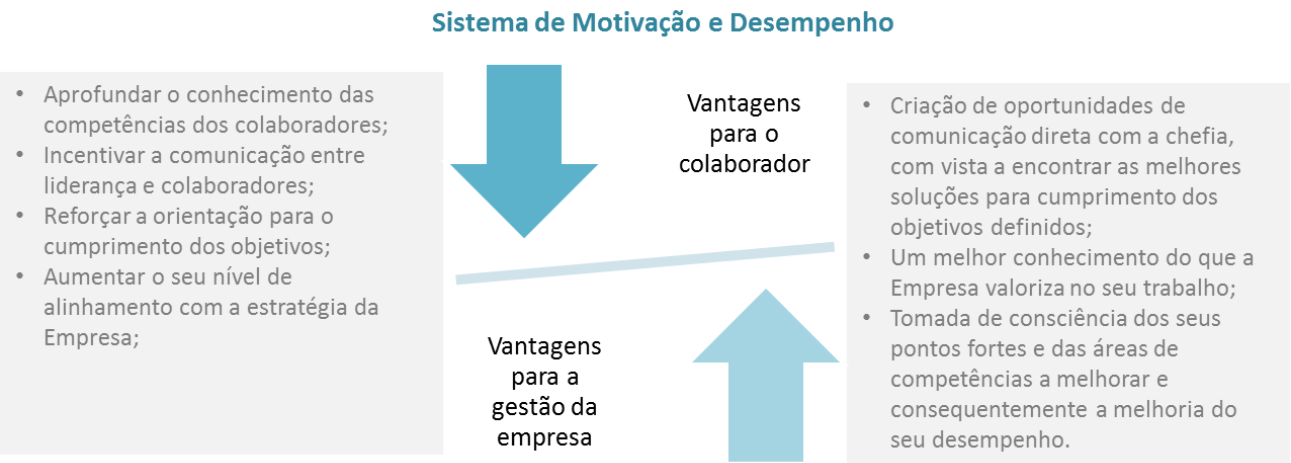 Sistema de Motivação e Desempenho
• Aprofundar o conhecimento das
competências dos colaboradores;
• Incentivar a comunicação entre
liderança e colaboradores;
• Reforçar a orientação para o
cumprimento dos objetivos;
• Aumentar o seu nível de
alinhamento com a estratégia da
Empresa;
Vantagens
para a
gestão da
empresa
Vantagens
para o
colaborador
• Criação de oportunidades de
comunicação direta com a chefia,
com vista a encontrar as melhores
soluções para cumprimento dos
objetivos definidos;
• Um melhor conhecimento do que a
Empresa valoriza no seu trabalho;
• Tomada de consciência dos seus
pontos fortes e das áreas de
competências a melhorar e
consequentemente a melhoria do
seu desempenho.